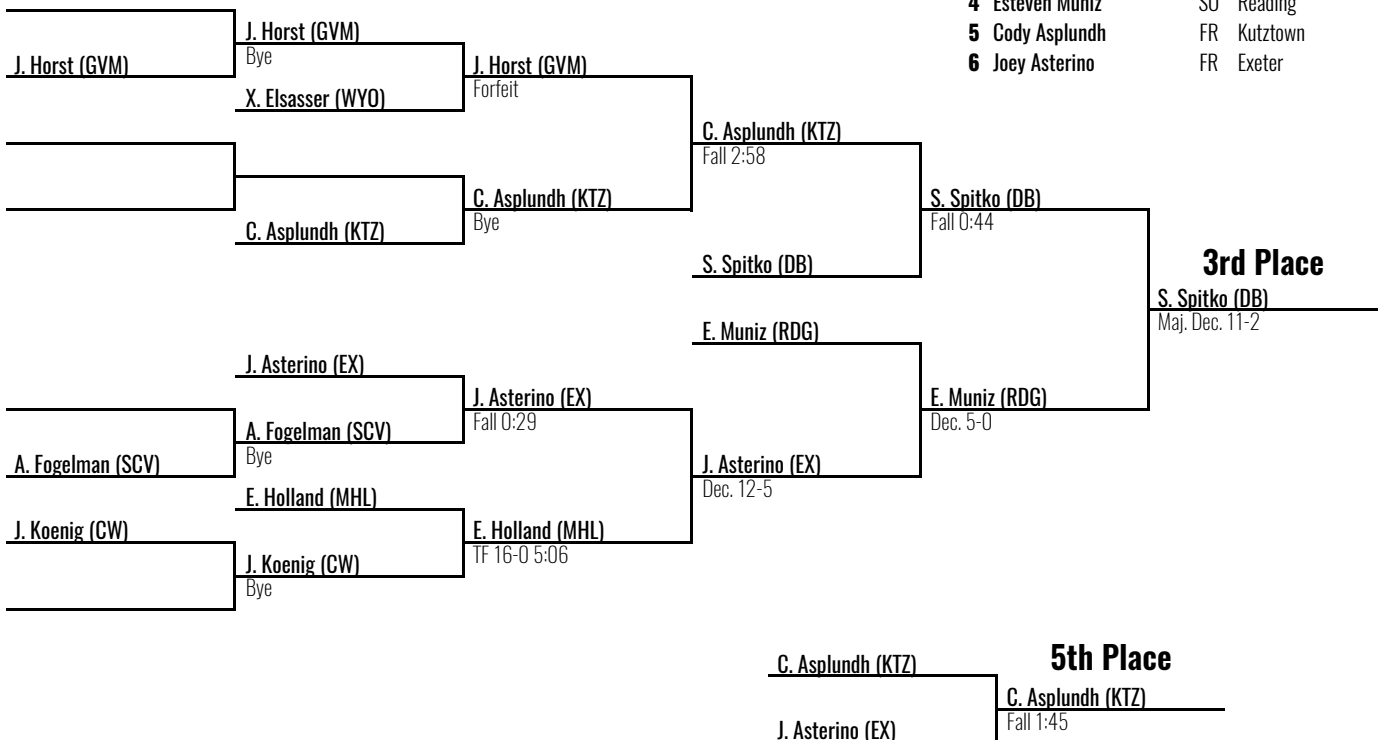 4 Esteven Muniz SO Reading
5 Cody Asplundh FR Kutztown
6 Joey Asterino FR Exeter
J. Horst (GVM)
J. Horst (GVM)
Bye
X. Elsasser (WYO)
J. Horst (GVM)
Forfeit
C. Asplundh (KTZ)
C. Asplundh (KTZ)
Bye
C. Asplundh (KTZ)
Fall 2:58
S. Spitko (DB)
S. Spitko (DB)
Fall 0:44
3rd Place
S. Spitko (DB)
Maj. Dec. 11-2
E. Muniz (RDG)
E. Muniz (RDG)
Dec. 5-0
J. Asterino (EX)
J. Asterino (EX)
Fall 0:29
A. Fogelman (SCV)
A. Fogelman (SCV)
Bye
J. Asterino (EX)
Dec. 12-5
E. Holland (MHL)
E. Holland (MHL)
TF 16-0 5:06
J. Koenig (CW)
J. Koenig (CW)
Bye
5th Place
C. Asplundh (KTZ)
C. Asplundh (KTZ)
Fall 1:45
J. Asterino (EX)